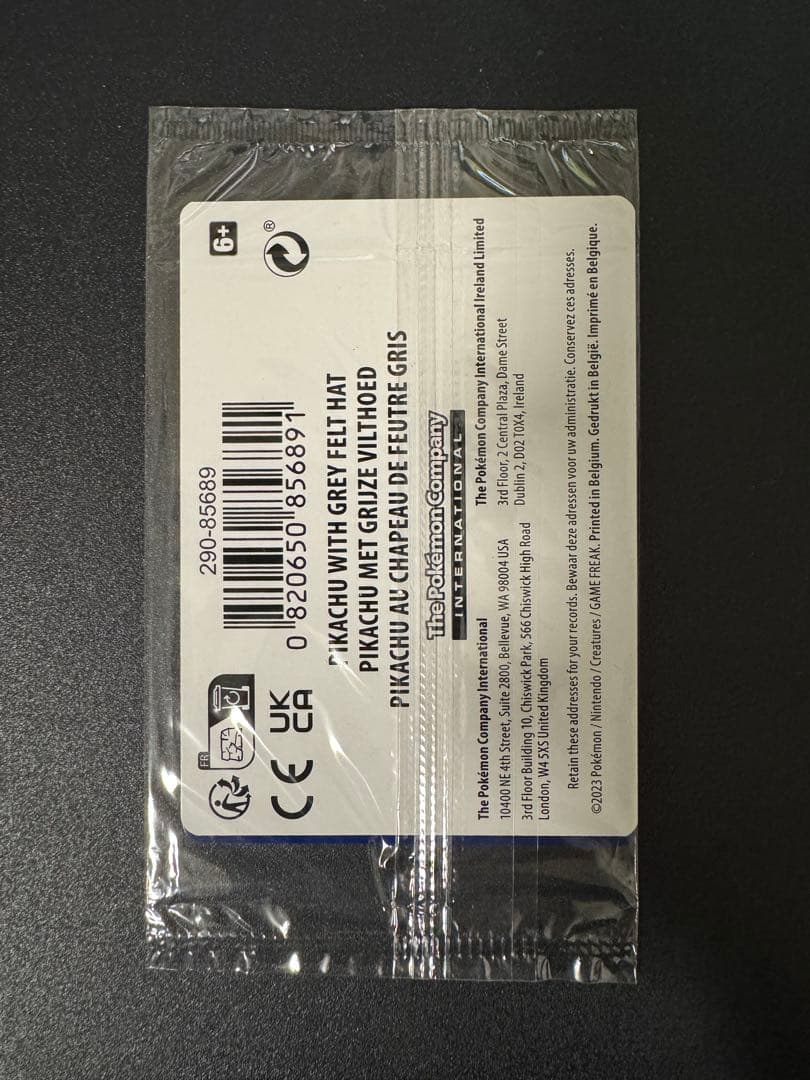 6+
®
290-85689
0 820650 856891
FR
CE
UK
CA
PIKACHU WITH GREY FELT HAT
PIKACHU MET GRIJZE VILTHOED
PIKACHU AU CHAPEAU DE FEUTRE GRIS
The Pokémon Company
INTERNATIONAL
The Pokémon Company International
10400 NE 4th Street, Suite 2800, Bellevue, WA 98004 USA
3rd Floor Building 10, Chiswick Park, 566 Chiswick High Road
London, W4 5XS United Kingdom
The Pokémon Company International Ireland Limited
3rd Floor, 2 Central Plaza, Dame Street
Dublin 2, D02 T0X4, Ireland
Retain these addresses for your records. Bewaar deze adressen voor uw administratie. Conservez ces adresses.
©2023 Pokémon / Nintendo / Creatures / GAME FREAK. Printed in Belgium. Gedrukt in België. Imprimé en Belgique.